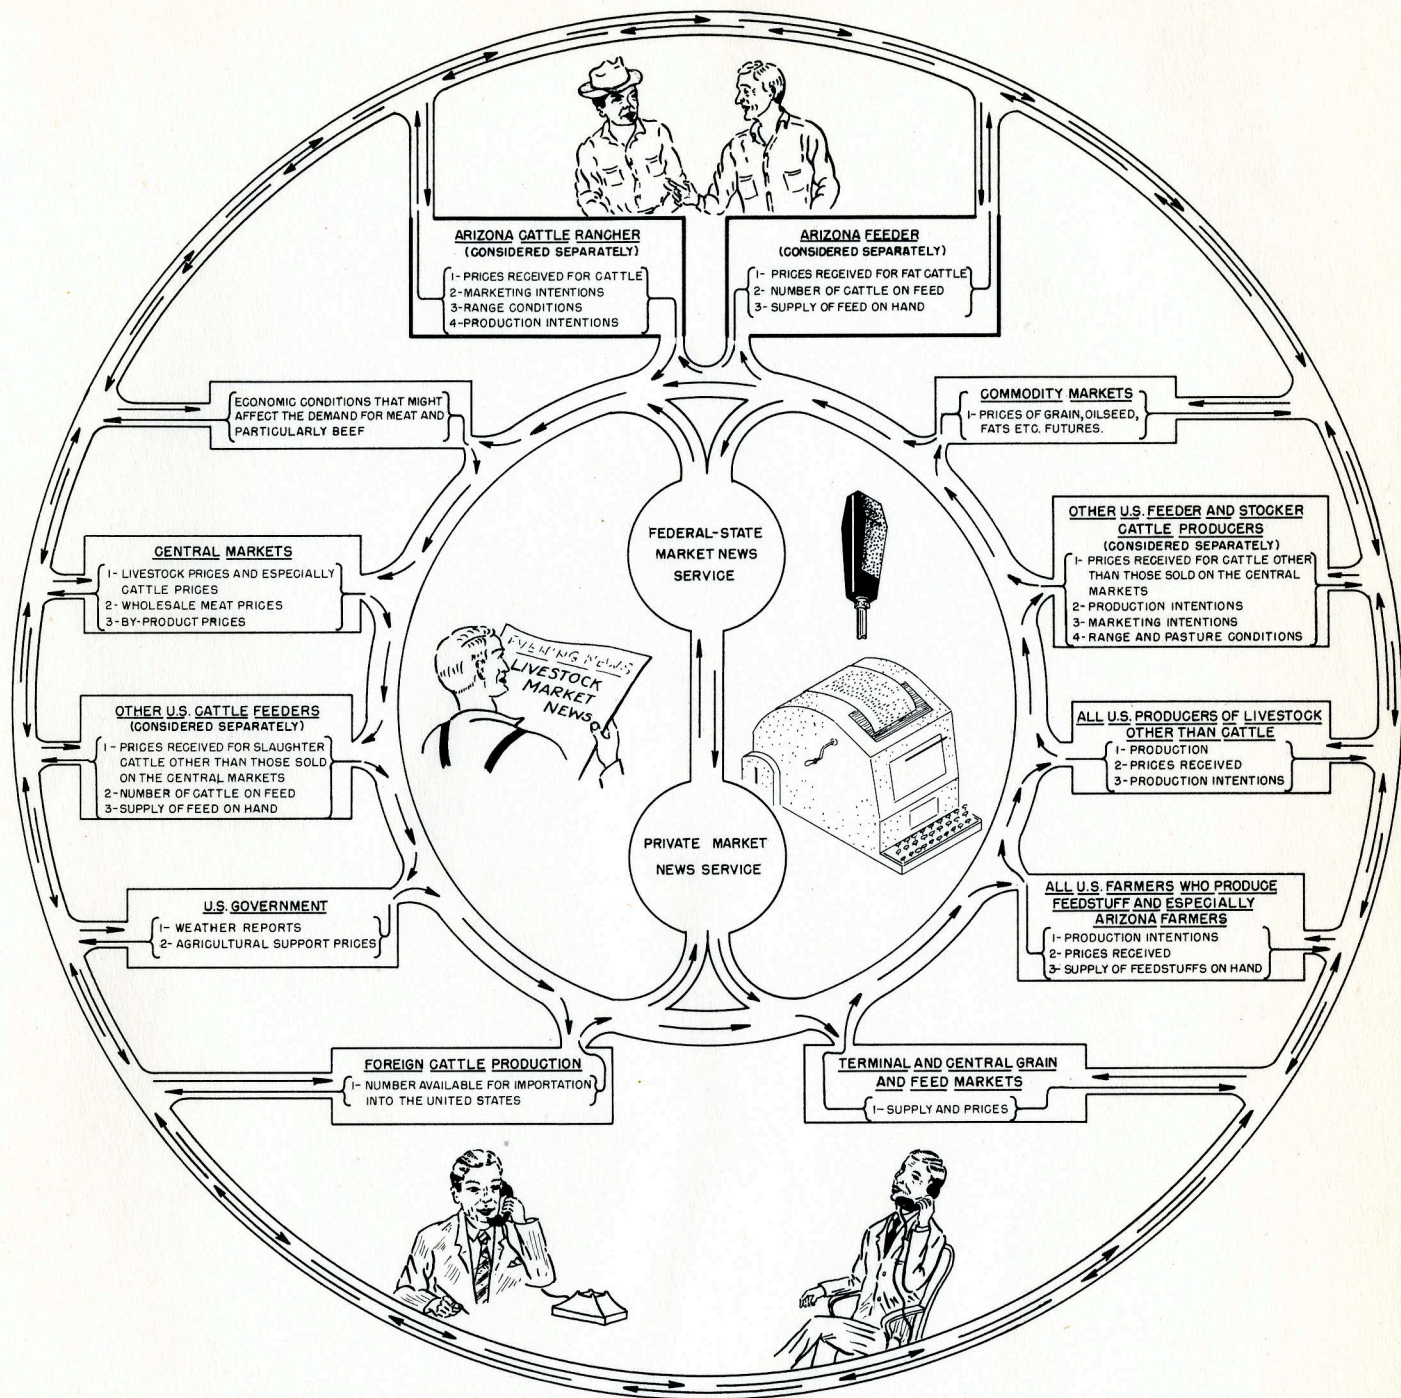 ARIZONA CATTLE RANCHER
(CONSIDERED SEPARATELY)
1- PRICES RECEIVED FOR CATTLE
2- MARKETING INTENTIONS
3- RANGE CONDITIONS
4- PRODUCTION INTENTIONS
ARIZONA FEEDER
(CONSIDERED SEPARATELY)
1- PRICES RECEIVED FOR FAT CATTLE
2- NUMBER OF CATTLE ON FEED
3- SUPPLY OF FEED ON HAND
ECONOMIC CONDITIONS THAT MIGHT
AFFECT THE DEMAND FOR MEAT AND
PARTICULARLY BEEF
COMMODITY MARKETS
1- PRICES OF GRAIN, OILSEED,
FATS ETC. FUTURES.
CENTRAL MARKETS
1- LIVESTOCK PRICES AND ESPECIALLY
CATTLE PRICES
2- WHOLESALE MEAT PRICES
3- BY-PRODUCT PRICES
FEDERAL-STATE
MARKET NEWS
SERVICE
OTHER U.S. FEEDER AND STOCKER
CATTLE PRODUCERS
(CONSIDERED SEPARATELY)
1- PRICES RECEIVED FOR CATTLE OTHER
THAN THOSE SOLD ON THE CENTRAL
MARKETS
2- PRODUCTION INTENTIONS
3- MARKETING INTENTIONS
4- RANGE AND PASTURE CONDITIONS
EVENING NEWS
LIVESTOCK
MARKET
NEWS
OTHER U.S. CATTLE FEEDERS
(CONSIDERED SEPARATELY)
1- PRICES RECEIVED FOR SLAUGHTER
CATTLE OTHER THAN THOSE SOLD
ON THE CENTRAL MARKETS
2- NUMBER OF CATTLE ON FEED
3- SUPPLY OF FEED ON HAND
ALL U.S. PRODUCERS OF LIVESTOCK
OTHER THAN CATTLE
1- PRODUCTION
2- PRICES RECEIVED
3- PRODUCTION INTENTIONS
PRIVATE MARKET
NEWS SERVICE
U.S. GOVERNMENT
1- WEATHER REPORTS
2- AGRICULTURAL SUPPORT PRICES
ALL U.S. FARMERS WHO PRODUCE
FEEDSTUFF AND ESPECIALLY
ARIZONA FARMERS
1- PRODUCTION INTENTIONS
2- PRICES RECEIVED
3- SUPPLY OF FEEDSTUFFS ON HAND
FOREIGN CATTLE PRODUCTION
1- NUMBER AVAILABLE FOR IMPORTATION
INTO THE UNITED STATES
TERMINAL AND CENTRAL GRAIN
AND FEED MARKETS
1- SUPPLY AND PRICES